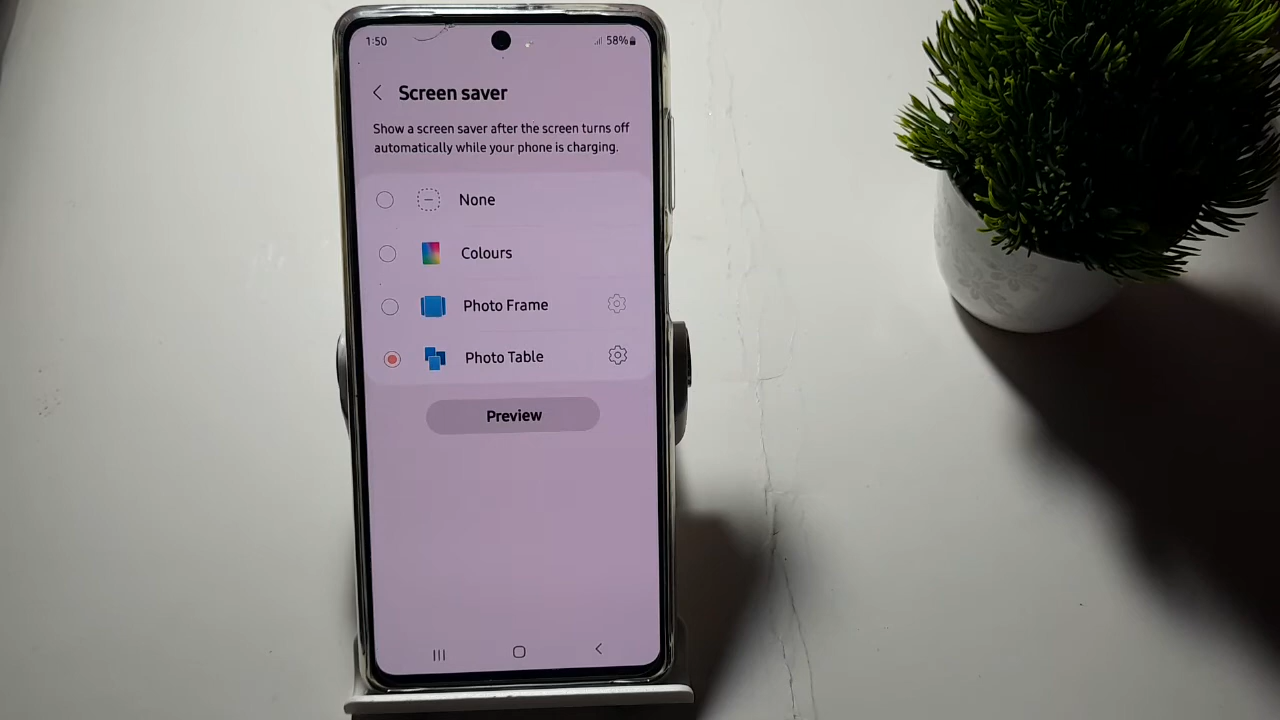 1:50
58%
Screen saver
Show a screen saver after the screen turns off
automatically while your phone is charging.
None
Colours
Photo Frame
Photo Table
Preview